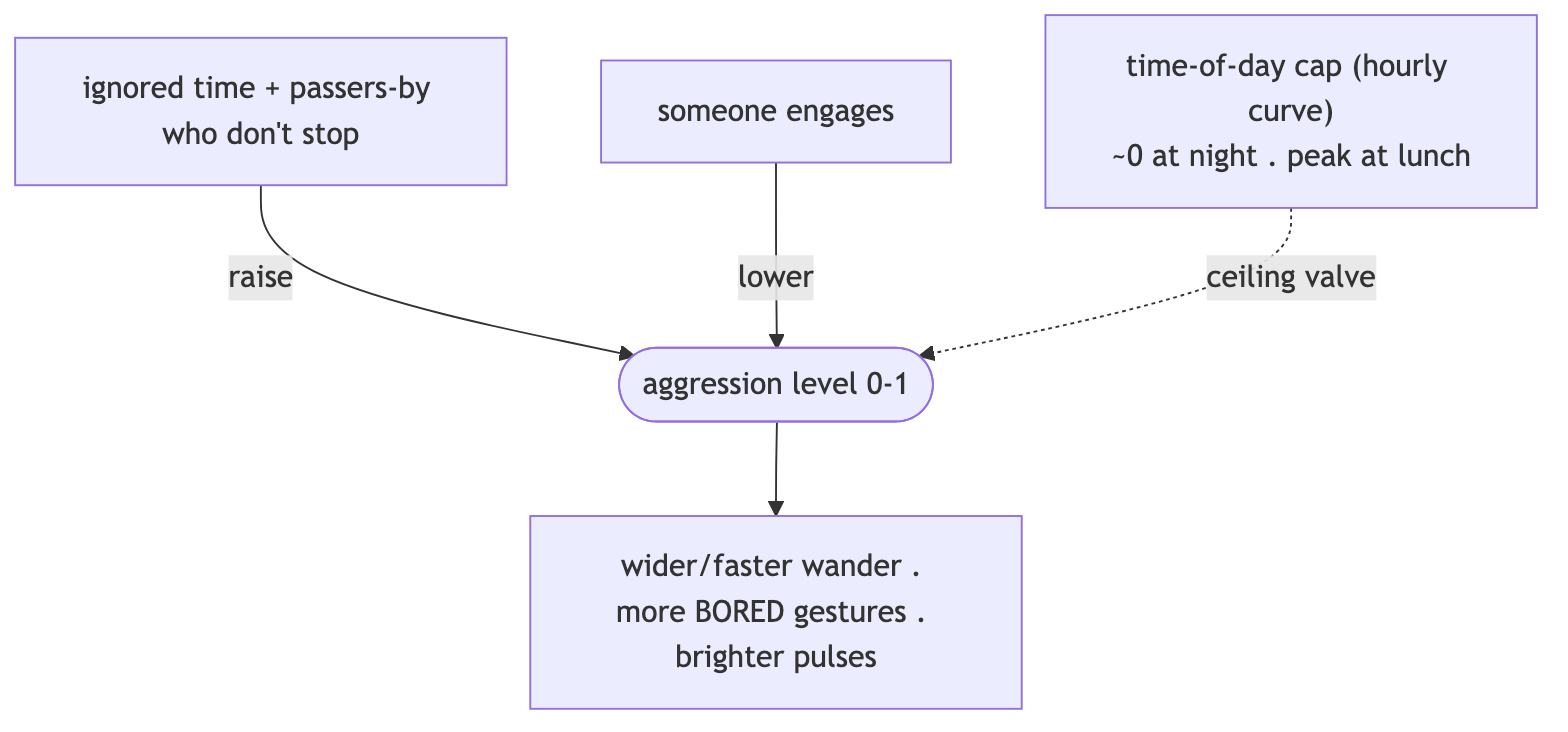 ignored time + passers-by
who don't stop
someone engages
time-of-day cap (hourly
curve)
~0 at night . peak at lunch
raise
lower
ceiling valve
aggression level 0-1
wider/faster wander .
more BORED gestures .
brighter pulses